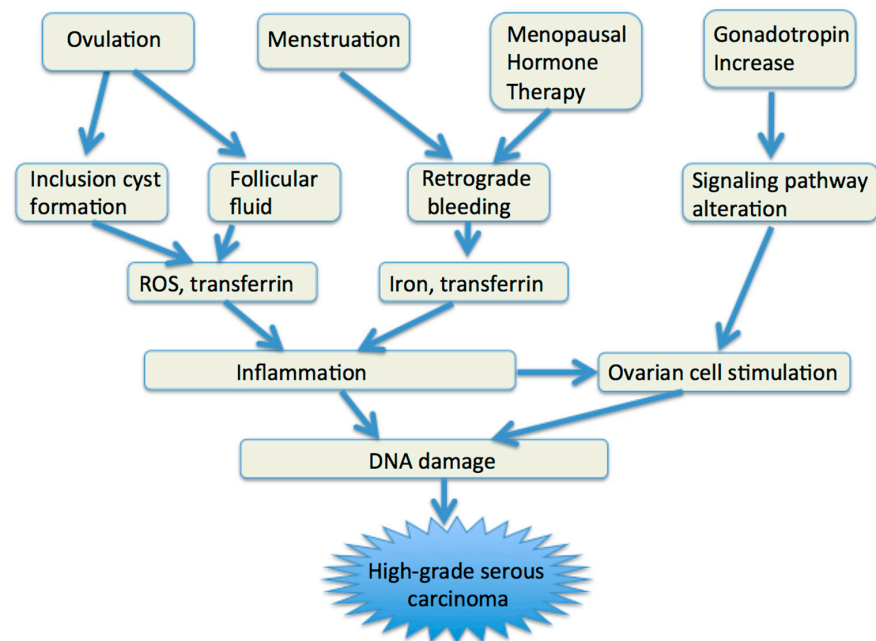 Ovulation
Menstruation
Menopausal
Hormone
Therapy
Gonadotropin
Increase
Inclusion cyst
formation
Follicular
fluid
Retrograde
bleeding
Signaling pathway
alteration
ROS, transferrin
Iron, transferrin
Inflammation
Ovarian cell stimulation
DNA damage
High-grade serous
carcinoma